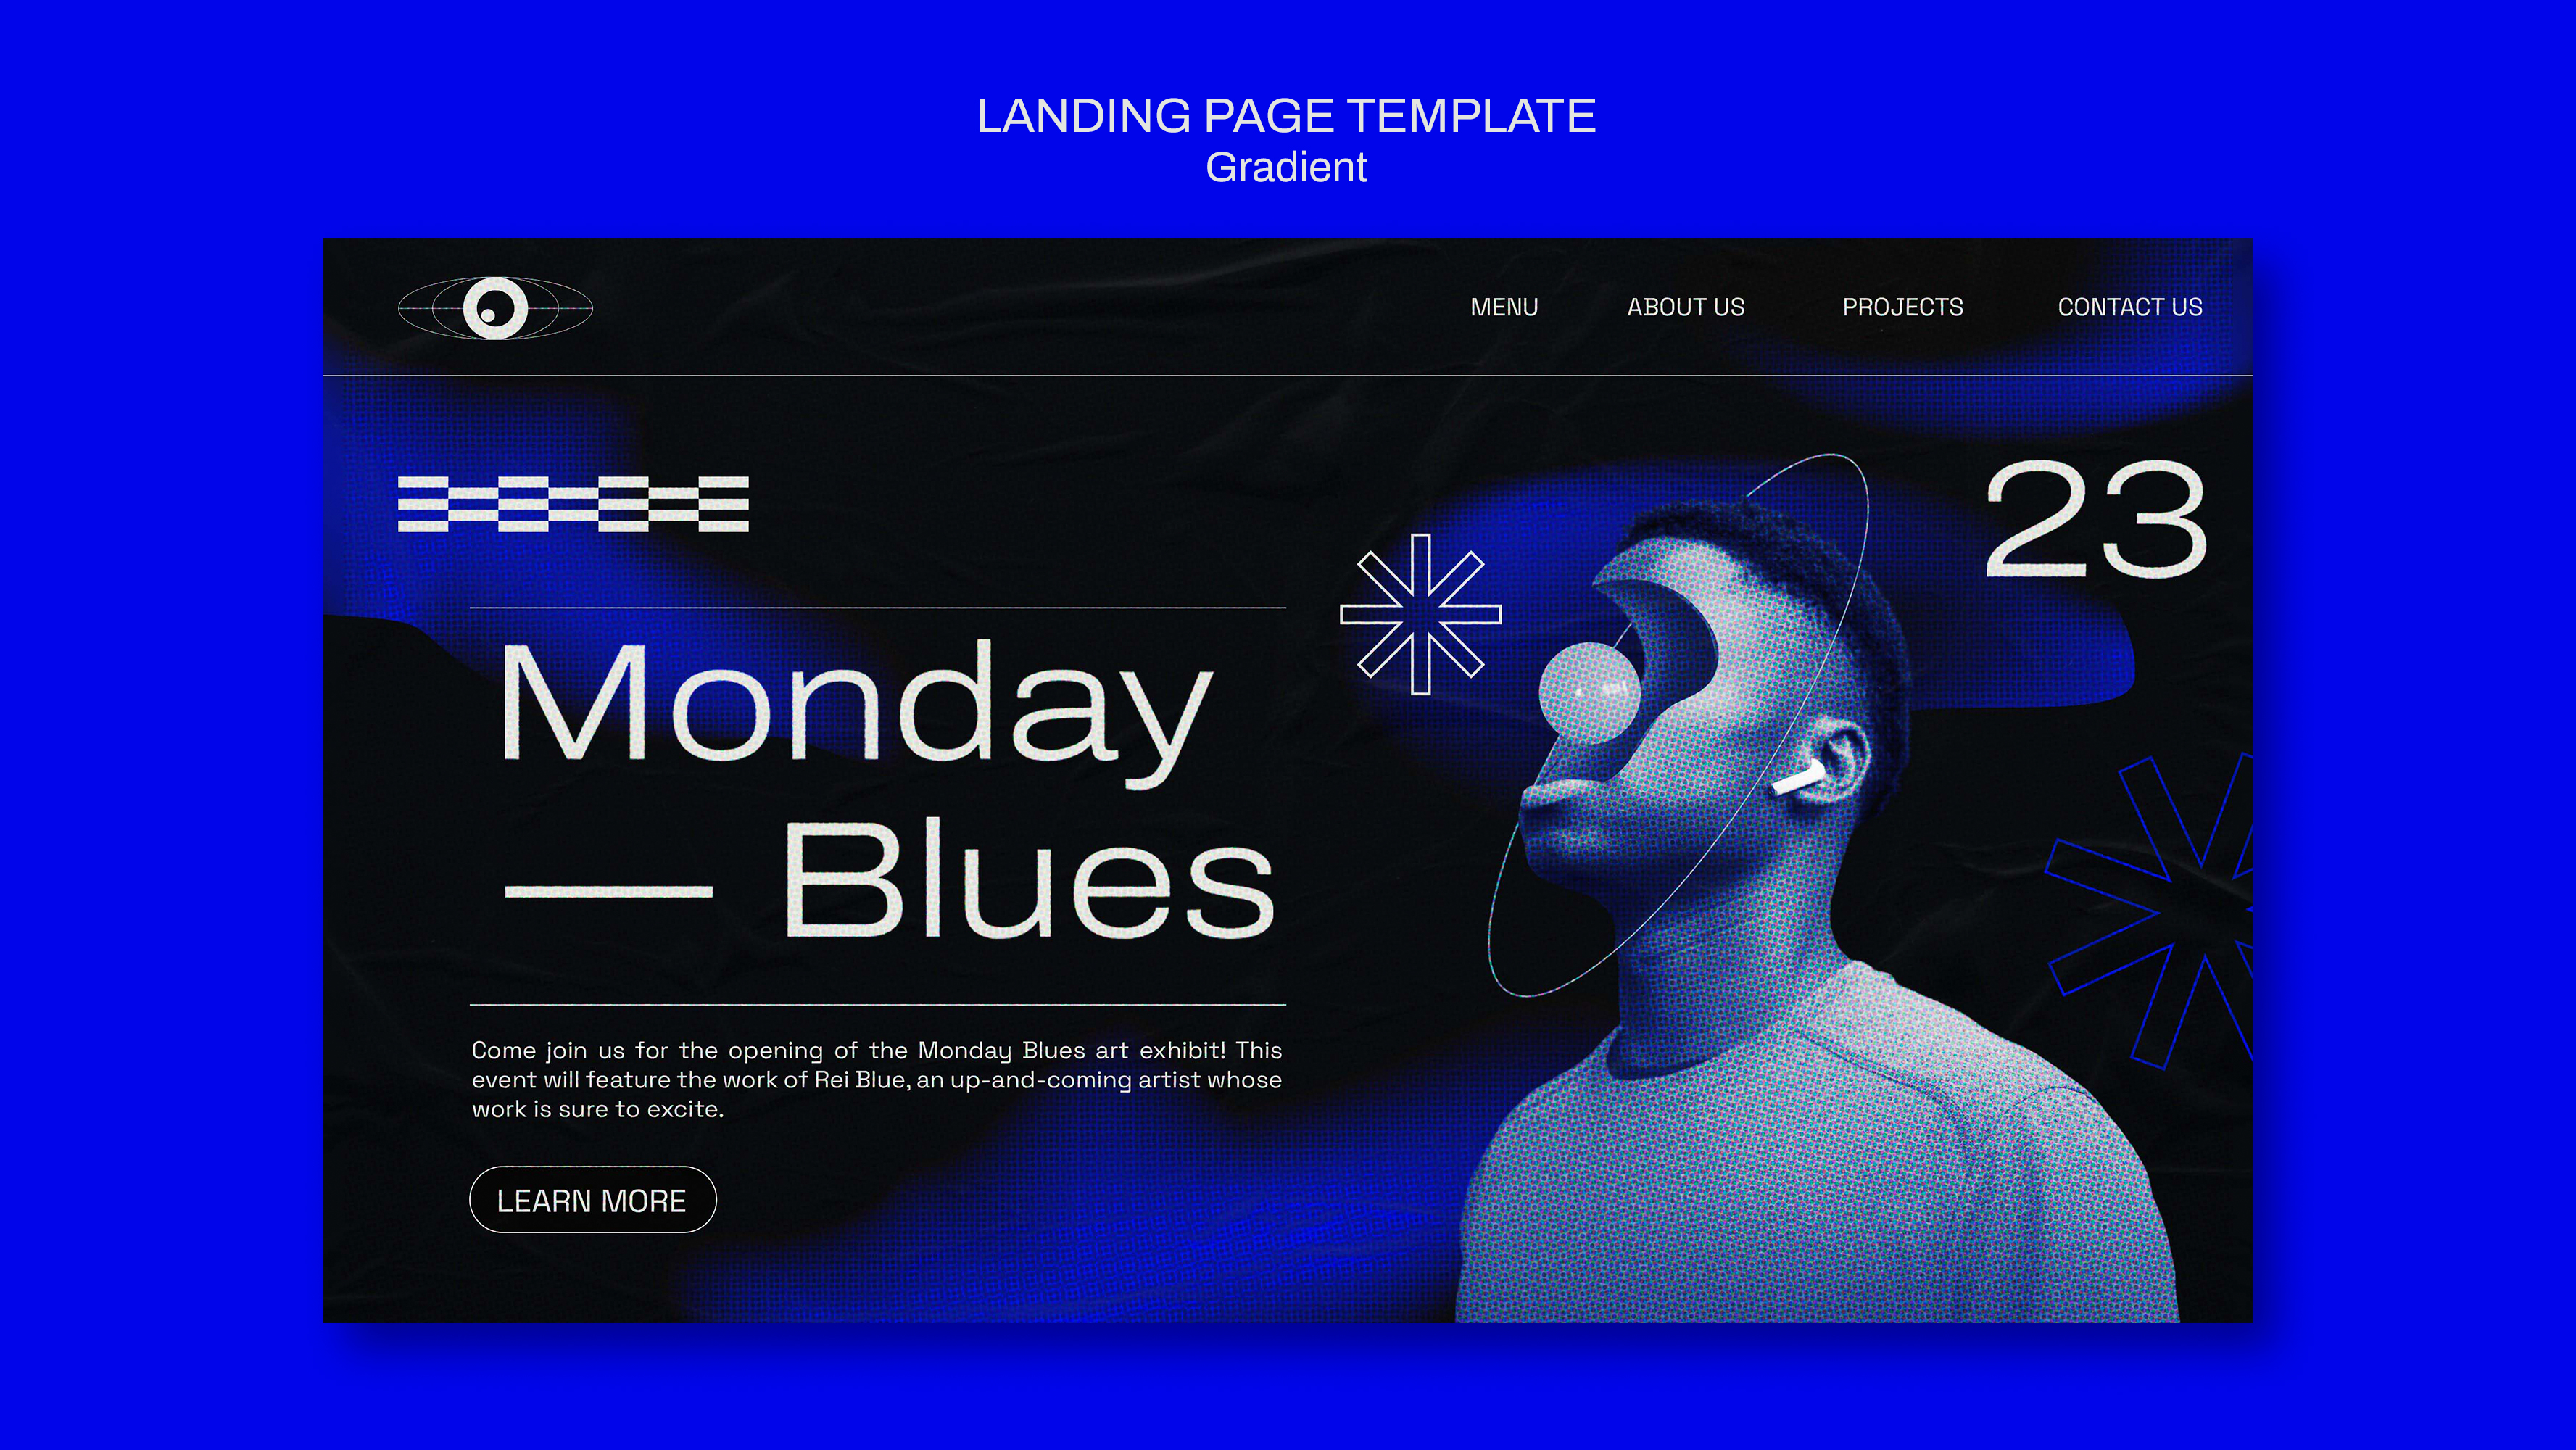 LANDING PAGE TEMPLATE
Gradient
MENU ABOUT US PROJECTS CONTACT US
23
Monday
— Blues
Come join us for the opening of the Monday Blues art exhibit! This
event will feature the work of Rei Blue, an up-and-coming artist whose
work is sure to excite.
LEARN MORE